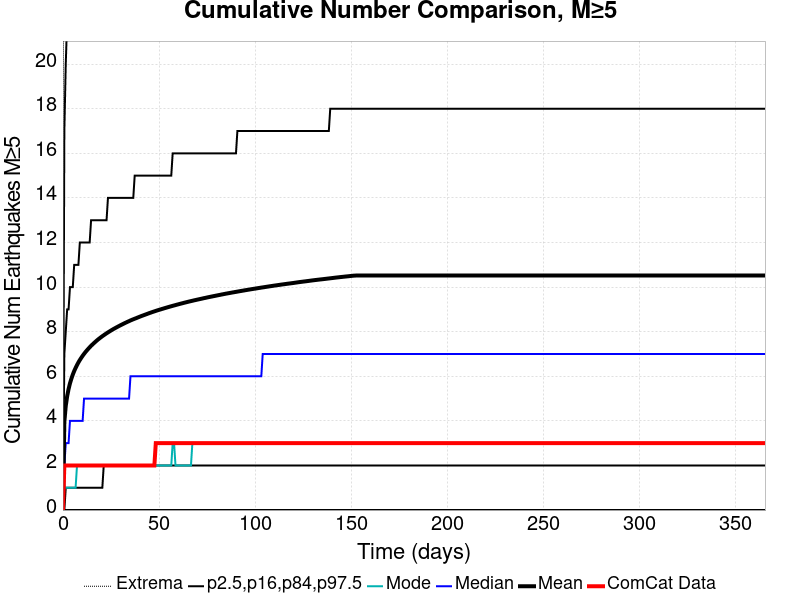 Cumulative Number Comparison, M≥5
Cumulative Num Earthquakes M≥5
20
18
16
14
12
10
8
6
4
2
0
0 50 100 150 200 250 300 350
Time (days)
Extrema p2.5,p16,p84,p97.5 Mode Median Mean ComCat Data